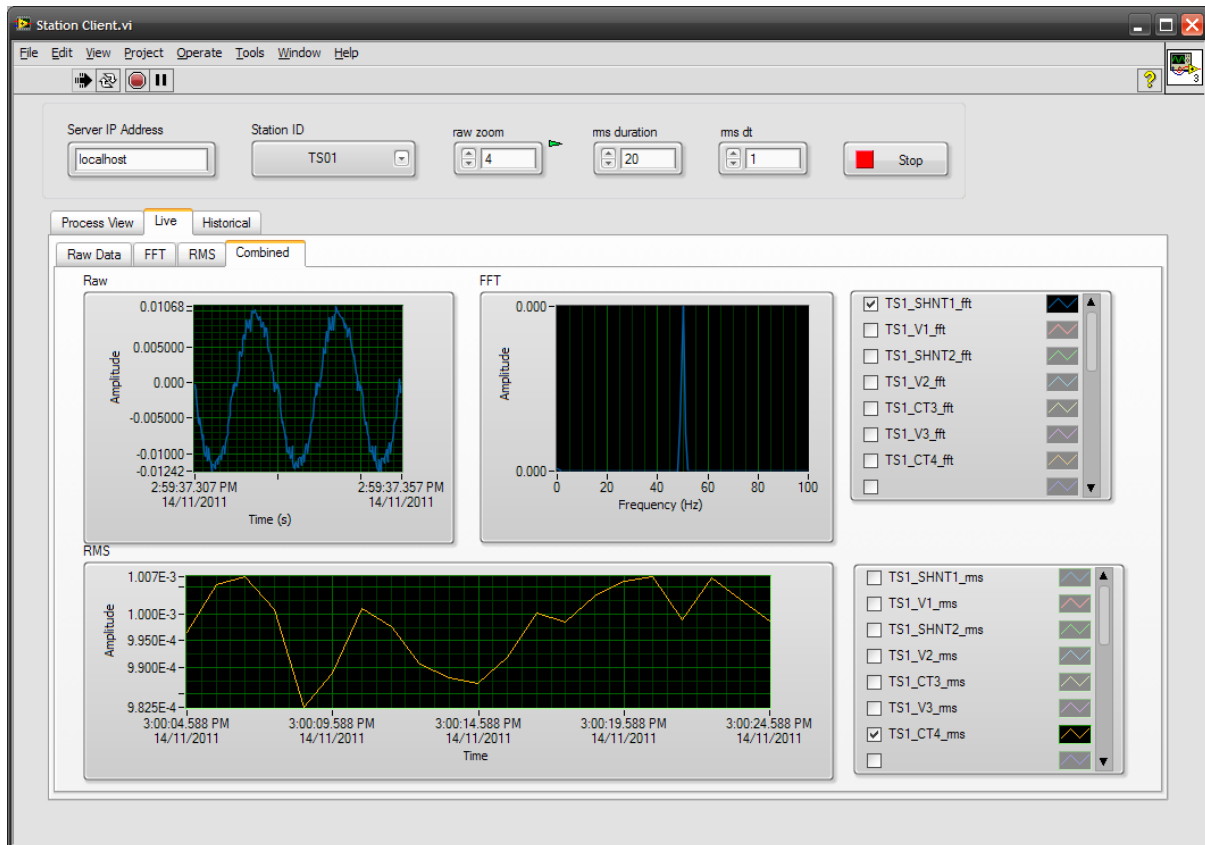 Station Client.vi
File Edit View Project Operate Tools Window Help
3
Server IP Address
Station ID
raw zoom
rms duration
rms dt
localhost
TS01
4
20
1
Stop
Process View Live Historical
Raw Data FFT RMS Combined
Raw
0.01068
0.005000
0.000
-0.005000
-0.01000
-0.01242
Amplitude
2:59:37.307 PM 2:59:37.357 PM
14/11/2011 14/11/2011
Time (s)
FFT
0.000
0.000
Amplitude
0 20 40 60 80 100
Frequency (Hz)
TS1_SHNT1_fft
TS1_V1_fft
TS1_SHNT2_fft
TS1_V2_fft
TS1_CT3_fft
TS1_V3_fft
TS1_CT4_fft
RMS
1.007E-3
1.000E-3
9.950E-4
9.900E-4
9.825E-4
Amplitude
3:00:04.588 PM 3:00:09.588 PM 3:00:14.588 PM 3:00:19.588 PM 3:00:24.588 PM
14/11/2011 14/11/2011 14/11/2011 14/11/2011 14/11/2011
Time
TS1_SHNT1_rms
TS1_V1_rms
TS1_SHNT2_rms
TS1_V2_rms
TS1_CT3_rms
TS1_V3_rms
TS1_CT4_rms